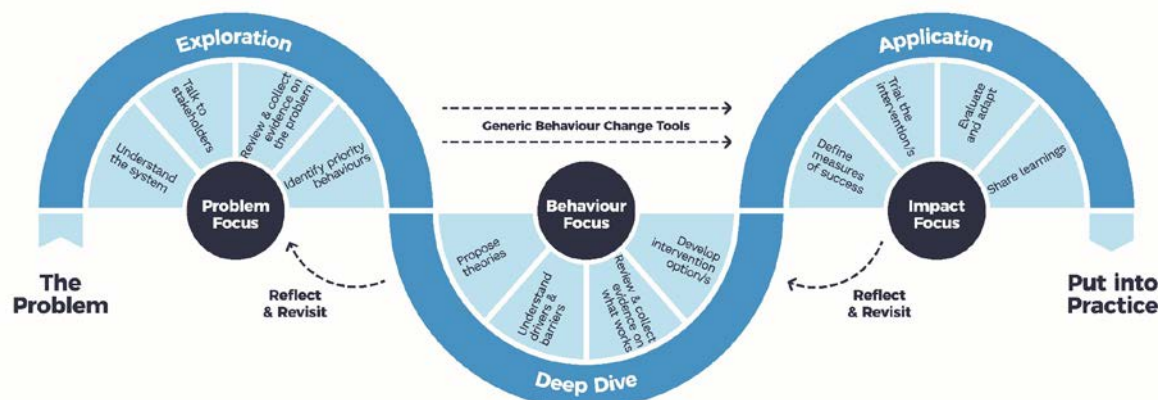 Exploration
Understand
the system
Talk to
stakeholders
Review & collect
evidence on
the problem
Identify priority
behaviours
Problem
Focus
The
Problem
Reflect
& Revisit
Generic Behaviour Change Tools
Behaviour
Focus
Propose
theories
Understand
drivers &
barriers
Review & collect
evidence on
what works
Develop
intervention
option/s
Deep Dive
Reflect
& Revisit
Application
Define
measures
of success
Trial the
intervention/s
Evaluate
and adapt
Share learnings
Impact
Focus
Put into
Practice